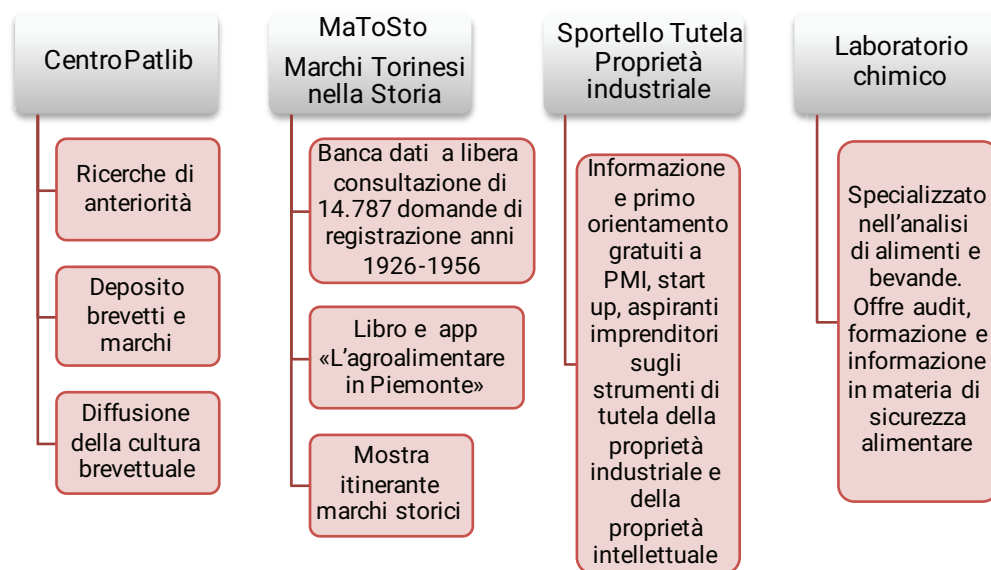 CentroPatlib
Ricerche di
anteriorità
Deposito
brevetti e
marchi
Diffusione
della cultura
brevettuale
MaToSto
Marchi Torinesi
nella Storia
Banca dati a libera
consultazione di
14.787 domande di
registrazione anni
1926-1956
Libro e app
«L'agroalimentare
in Piemonte»
Mostra
itinerante
marchi storici
Sportello Tutela
Proprietà
industriale
Informazione
e primo
orientamento
gratuiti a
PMI, start
up, aspiranti
imprenditori
sugli
strumenti di
tutela della
proprietà
industriale e
della
proprietà
intellettuale
Laboratorio
chimico
Specializzato
nell'analisi
di alimenti e
bevande.
Offre audit,
formazione e
informazione
in materia di
sicurezza
alimentare